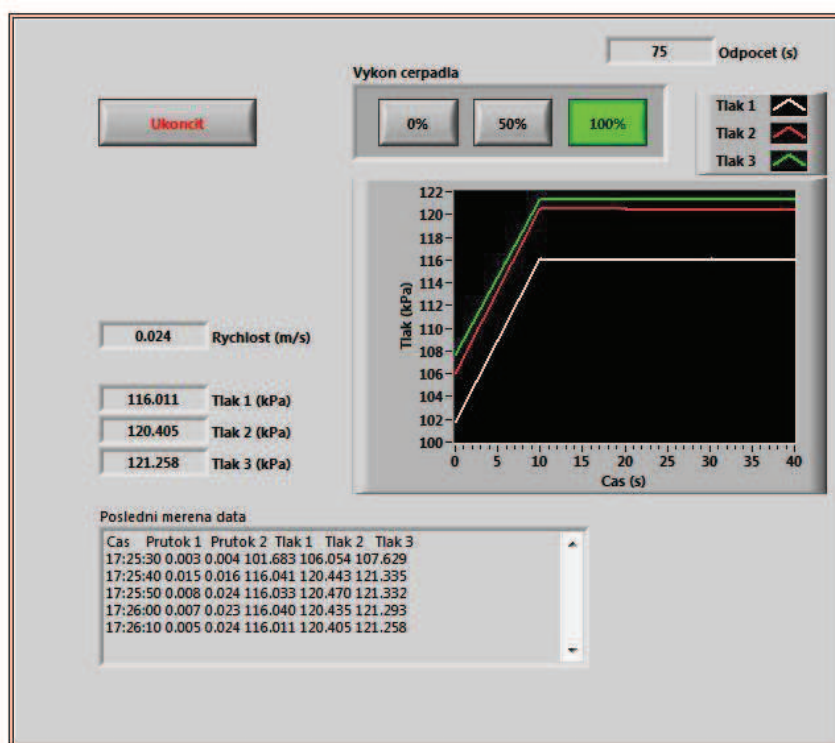 75 Odpocet (s)
Vykon cerpadla
Ukoncit
0% 50% 100%
Tlak 1
Tlak 2
Tlak 3
122
120
118
116
114
112
110
108
106
104
102
100
Tlak (kPa)
0 5 10 15 20 25 30 35 40
Cas (s)
0.024 Rychlost (m/s)
116.011 Tlak 1 (kPa)
120.405 Tlak 2 (kPa)
121.258 Tlak 3 (kPa)
Posledni merena data
Cas Prutok 1 Prutok 2 Tlak 1 Tlak 2 Tlak 3
17:25:30 0.003 0.004 101.683 106.054 107.629
17:25:40 0.015 0.016 116.041 120.443 121.335
17:25:50 0.008 0.024 116.033 120.470 121.332
17:26:00 0.007 0.023 116.040 120.435 121.293
17:26:10 0.005 0.024 116.011 120.405 121.258